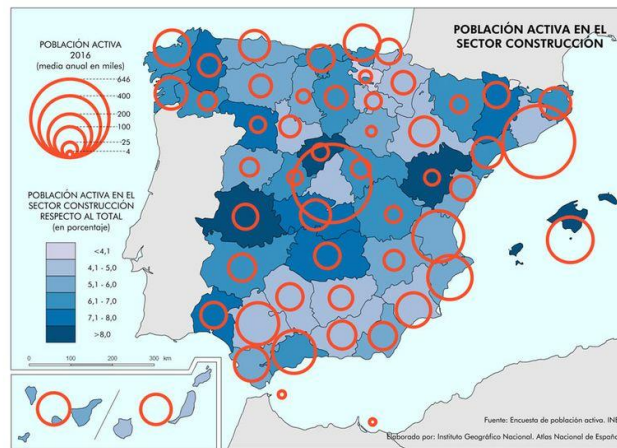 POBLACIÓN ACTIVA EN EL
SECTOR CONSTRUCCIÓN
POBLACIÓN ACTIVA
2016
(media anual en miles)
646
400
200
100
25
4
POBLACIÓN ACTIVA EN EL
SECTOR CONSTRUCCIÓN
RESPECTO AL TOTAL
(en porcentaje)
<4,1
4,1 - 5,0
5,1 - 6,0
6,1 - 7,0
7,1 - 8,0
>8,0
0 100 200 300 km
Fuente: Encuesta de población activa. INE
Elaborado por: Instituto Geográfico Nacional. Atlas Nacional de España